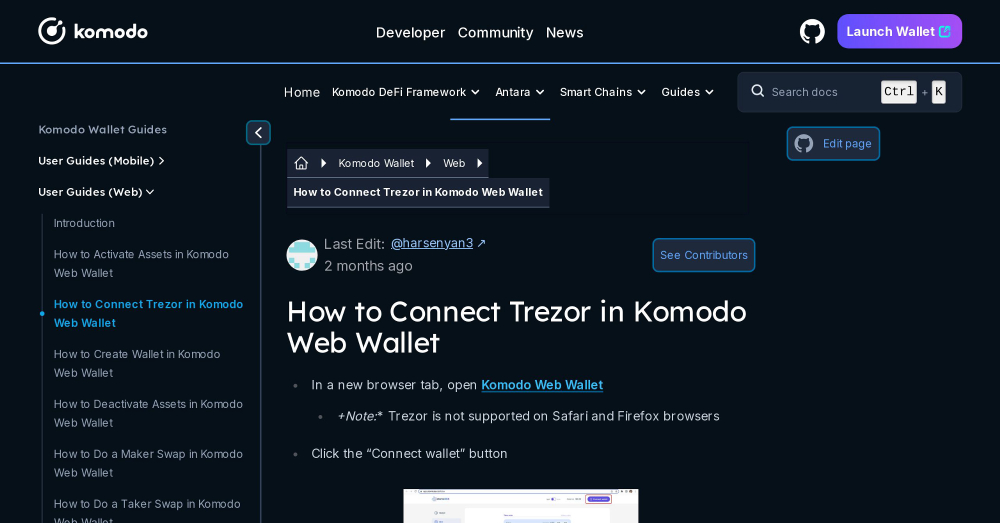 komodo
Developer Community News
Launch Wallet
Home Komodo DeFi Framework Antara Smart Chains Guides
Search docs Ctrl + K
Komodo Wallet Guides
User Guides (Mobile)
User Guides (Web)
Introduction
How to Activate Assets in Komodo
Web Wallet
How to Connect Trezor in Komodo
Web Wallet
How to Create Wallet in Komodo
Web Wallet
How to Deactivate Assets in Komodo
Web Wallet
How to Do a Maker Swap in Komodo
Web Wallet
How to Do a Taker Swap in Komodo
Web Wallet
Komodo Wallet Web
How to Connect Trezor in Komodo Web Wallet
Edit page
Last Edit: @harsenyan3 ↗
2 months ago
See Contributors
How to Connect Trezor in Komodo
Web Wallet
In a new browser tab, open Komodo Web Wallet
+Note:* Trezor is not supported on Safari and Firefox browsers
Click the “Connect wallet” button